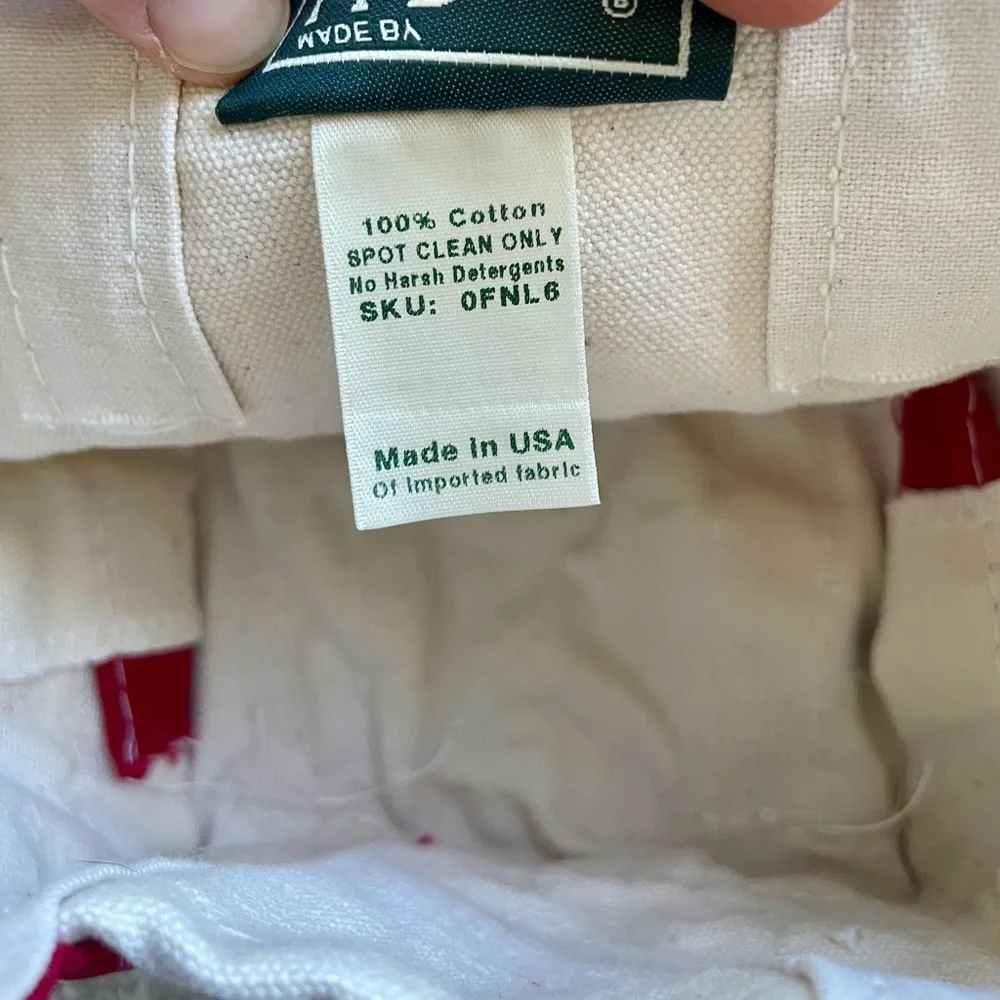 MADE BY
®
100% Cotton
SPOT CLEAN ONLY
No Harsh Detergents
SKU: 0FNL6
Made in USA
Of Imported fabric